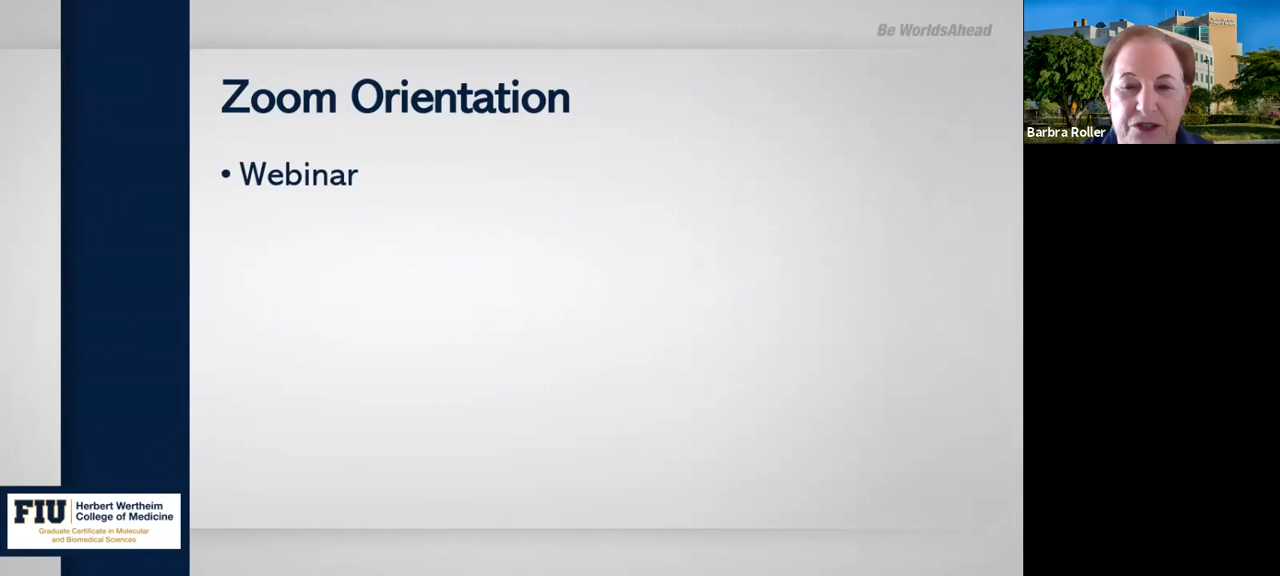 Be WorldsAhead
Zoom Orientation
• Webinar
Barbra Roller
FIU
Herbert Wertheim
College of Medicine
Graduate Certificate in Molecular
and Biomedical Sciences